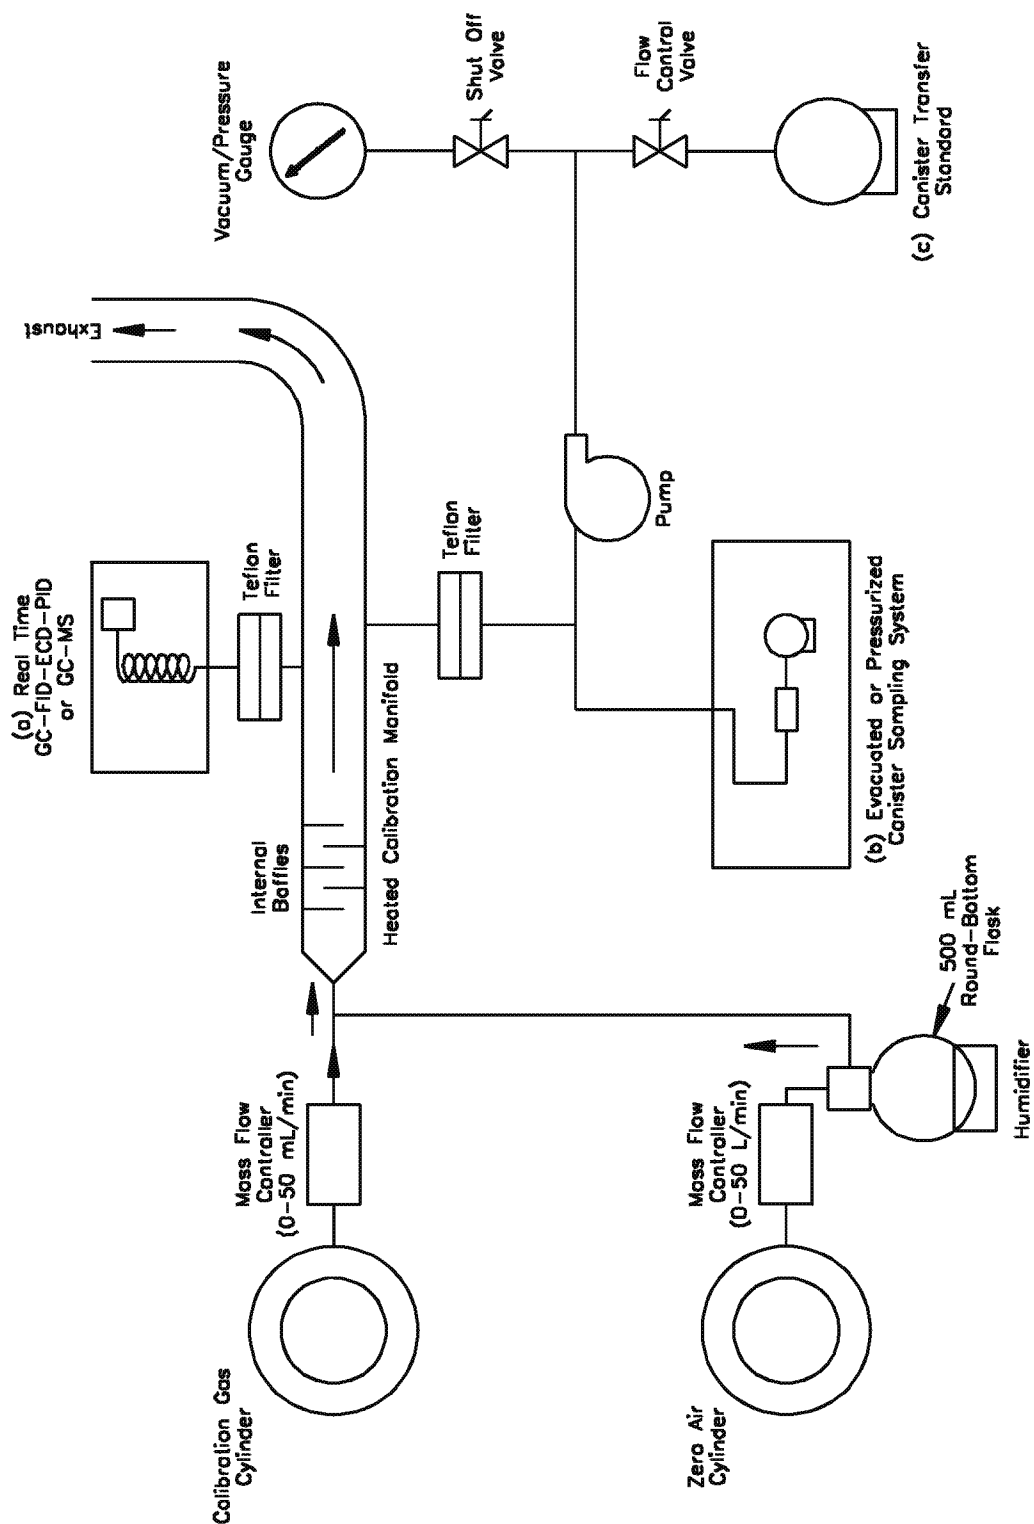 (a) Real Time
GC-FID-ECD-PID
or GC-MS
Exhaust
Vacuum/Pressure
Gauge
Shut Off
Valve
Flow
Control
Valve
(c) Canister Transfer
Standard
Teflon
Filter
Teflon
Filter
Pump
Internal
Baffles
Heated Calibration Manifold
(b) Evacuated or Pressurized
Canister Sampling System
Calibration Gas
Cylinder
Mass Flow
Controller
(0-50 mL/min)
Zero Air
Cylinder
Mass Flow
Controller
(0-50 L/min)
500 mL
Round-Bottom
Flask
Humidifier